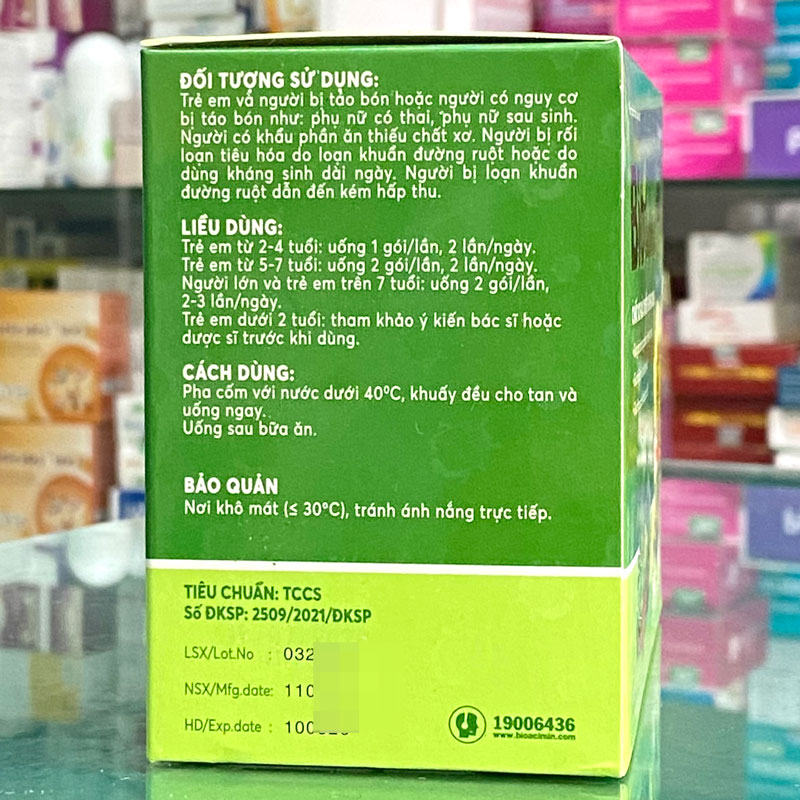 ĐỐI TƯỢNG SỬ DỤNG:
Trẻ em và người bị táo bón hoặc người có nguy cơ
bị táo bón như: phụ nữ có thai, phụ nữ sau sinh.
Người có khẩu phần ăn thiếu chất xơ. Người bị rối
loạn tiêu hóa do loạn khuẩn đường ruột hoặc do
dùng kháng sinh dài ngày. Người bị loạn khuẩn
đường ruột dẫn đến kém hấp thu.
LIỀU DÙNG:
Trẻ em từ 2-4 tuổi: uống 1 gói/lần, 2 lần/ngày.
Trẻ em từ 5-7 tuổi: uống 2 gói/lần, 2 lần/ngày.
Người lớn và trẻ em trên 7 tuổi: uống 2 gói/lần,
2-3 lần/ngày.
Trẻ em dưới 2 tuổi: tham khảo ý kiến bác sĩ hoặc
dược sĩ trước khi dùng.
CÁCH DÙNG:
Pha cốm với nước dưới 40ºC, khuấy đều cho tan và
uống ngay.
Uống sau bữa ăn.
BẢO QUẢN
Nơi khô mát (≤ 30ºC), tránh ánh nắng trực tiếp.
TIÊU CHUẨN: TCCS
Số ĐKSP: 2509/2021/ĐKSP
LSX/Lot.No : 032
NSX/Mfg.date: 110
HD/Exp.date : 100
19006436
www.bioacimin.com